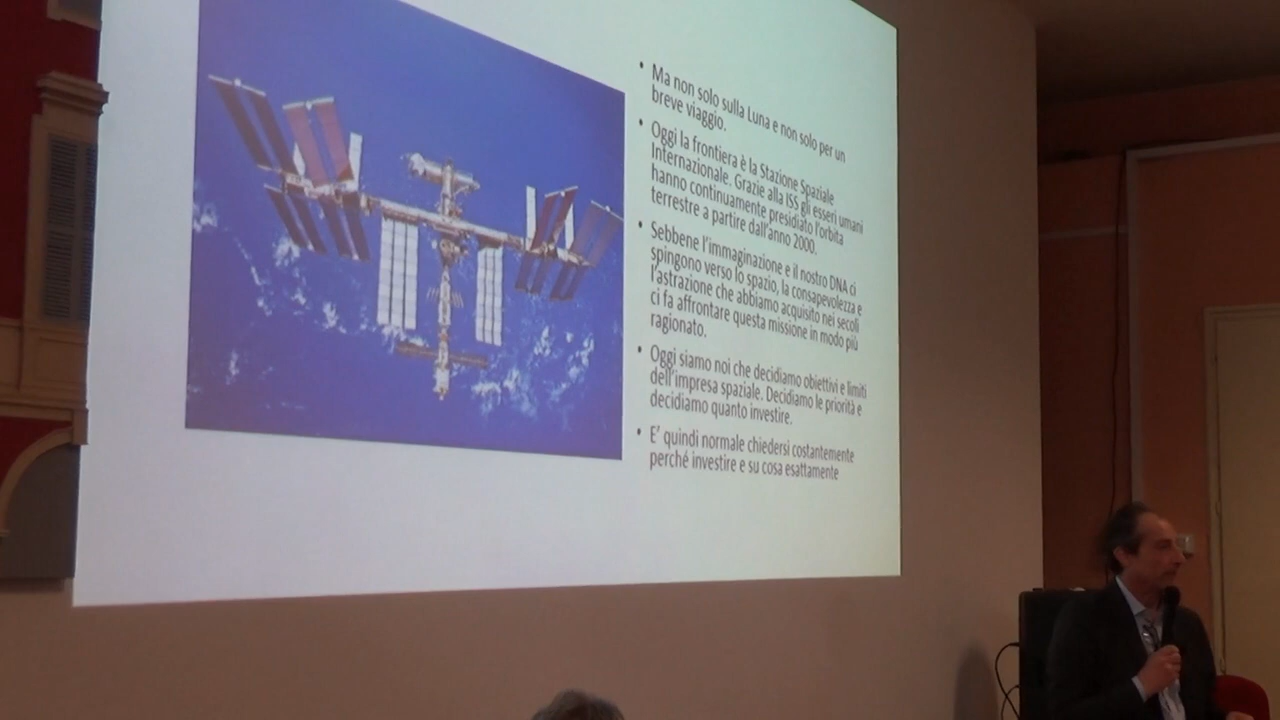 • Ma non solo sulla Luna e non solo per un
breve viaggio.
• Oggi la frontiera è la Stazione Spaziale
Internazionale. Grazie alla ISS gli esseri umani
hanno continuamente presidiato l'orbita
terrestre a partire dall'anno 2000.
• Sebbene l'immaginazione e il nostro DNA ci
spingono verso lo spazio, la consapevolezza e
l'astrazione che abbiamo acquisito nei secoli
ci fa affrontare questa missione in modo più
ragionato.
• Oggi siamo noi che decidiamo obiettivi e limiti
dell'impresa spaziale. Decidiamo le priorità e
decidiamo quanto investire.
• E' quindi normale chiedersi costantemente
perché investire e su cosa esattamente